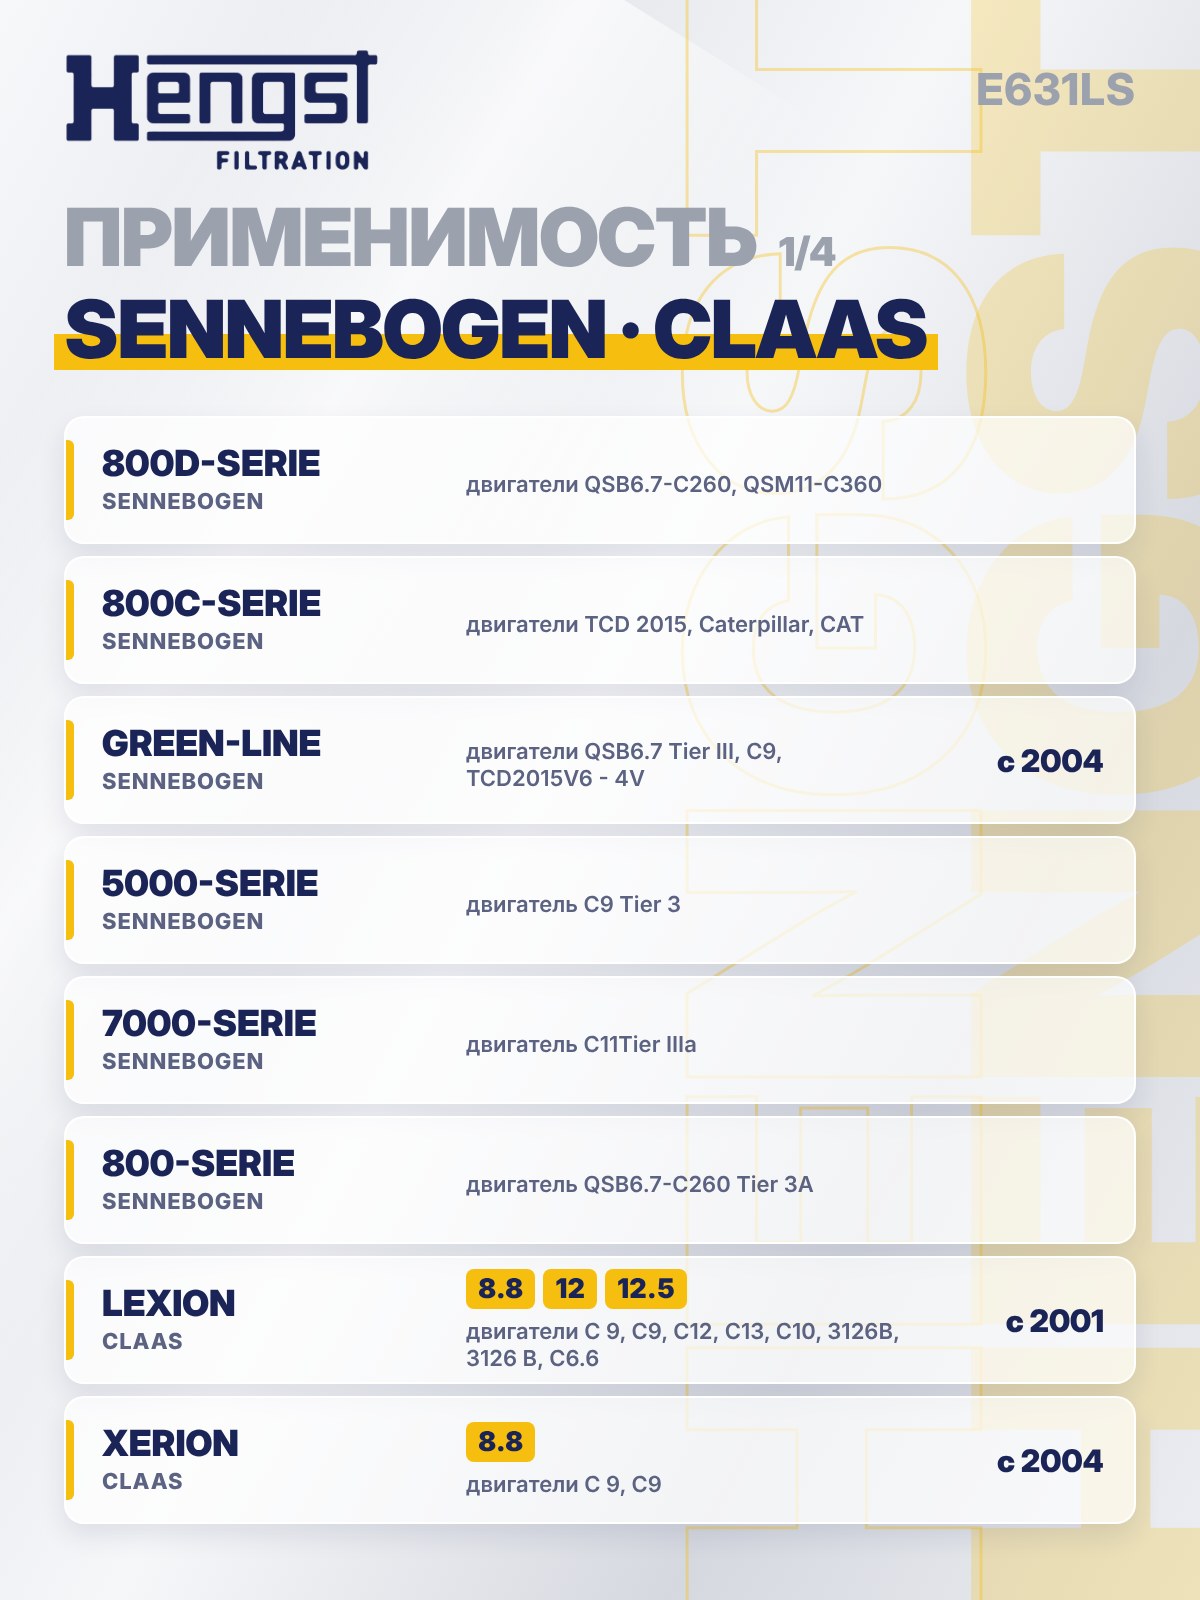 Hengst
FILTRATION
E631LS
ПРИМЕНИМОСТЬ 1/4
SENNEBOGEN · CLAAS
800D-SERIE
SENNEBOGEN
двигатели QSB6.7-C260, QSM11-C360
800C-SERIE
SENNEBOGEN
двигатели TCD 2015, Caterpillar, CAT
GREEN-LINE
SENNEBOGEN
двигатели QSB6.7 Tier III, C9,
TCD2015V6 - 4V
с 2004
5000-SERIE
SENNEBOGEN
двигатель C9 Tier 3
7000-SERIE
SENNEBOGEN
двигатель C11Tier IIIa
800-SERIE
SENNEBOGEN
двигатель QSB6.7-C260 Tier 3A
LEXION
CLAAS
8.8 12 12.5
двигатели C 9, C9, C12, C13, C10, 3126B,
3126 B, C6.6
с 2001
XERION
CLAAS
8.8
двигатели C 9, C9
с 2004
HENGST
HENGST